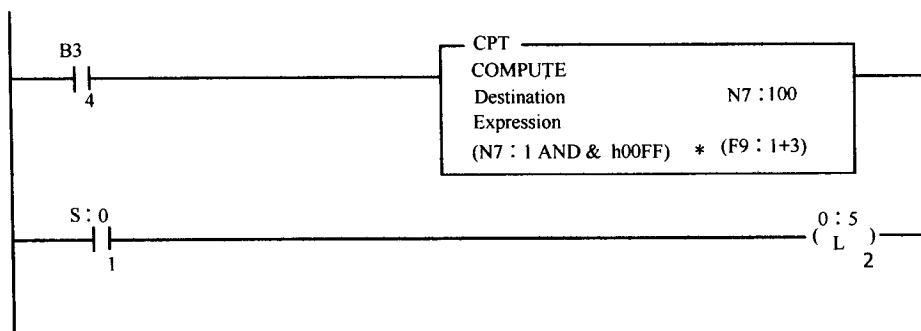 B3
4
CPT
COMPUTE
Destination N7 : 100
Expression
(N7 : 1 AND & h00FF) * (F9 : 1+3)
S : 0
1
0 : 5
( L )
2